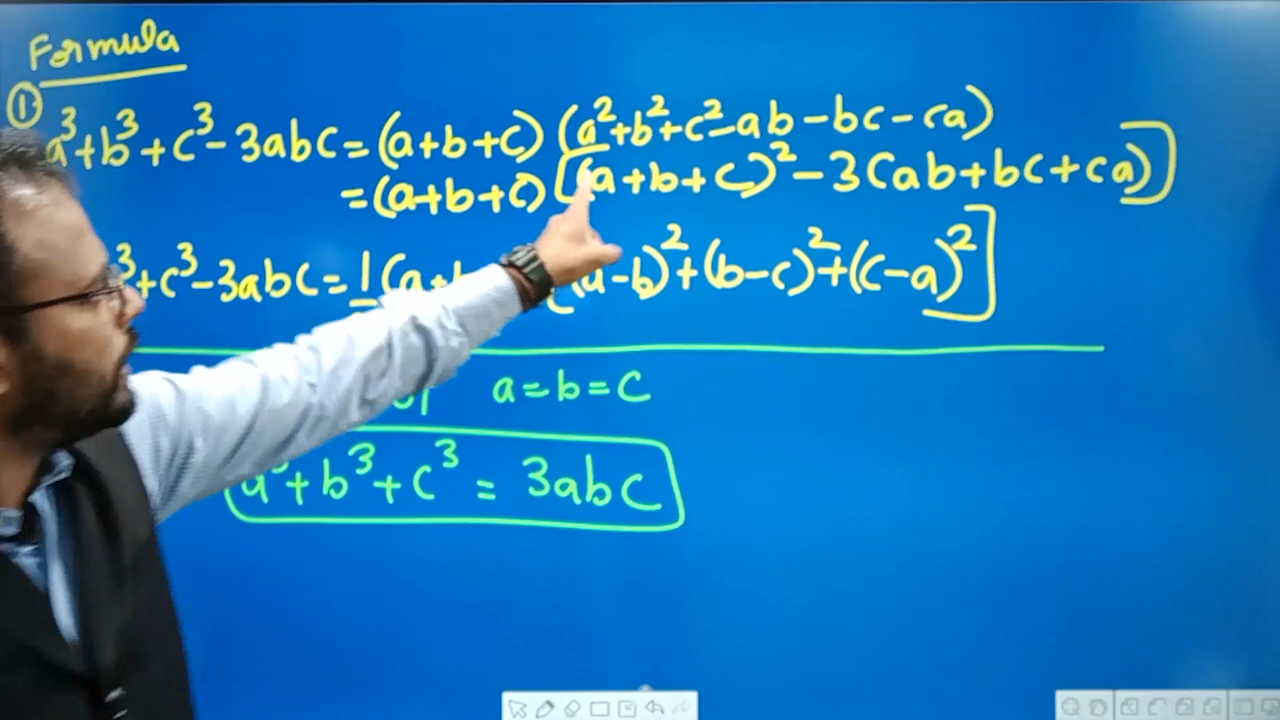 Formula
①
a³+b³+c³-3abc=(a+b+c)(a²+b²+c²-ab-bc-ca)
=(a+b+c)[(a+b+c)²-3(ab+bc+ca)]
³+c³-3abc=1(a+b a-b)²+(b-c)²+(c-a)²]
a=b=c
a³+b³+c³=3abc